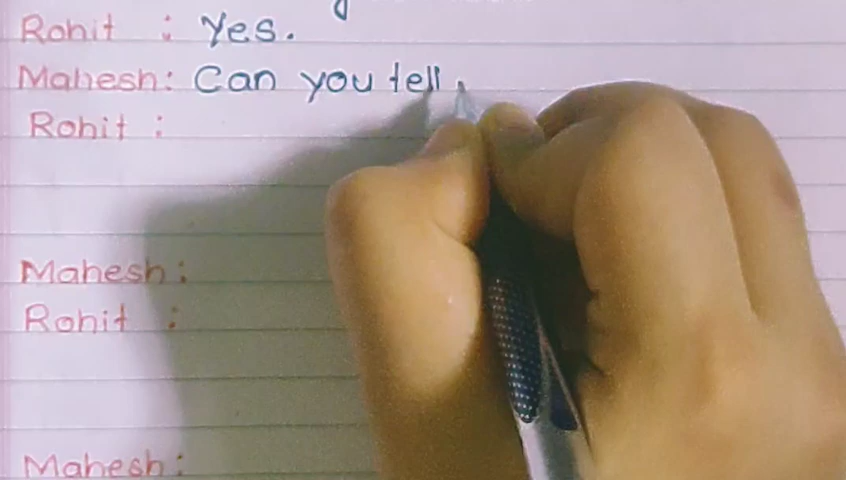 Rohit : Yes.
Mahesh: Can you tell
Rohit :
Mahesh:
Rohit :
Mahesh: